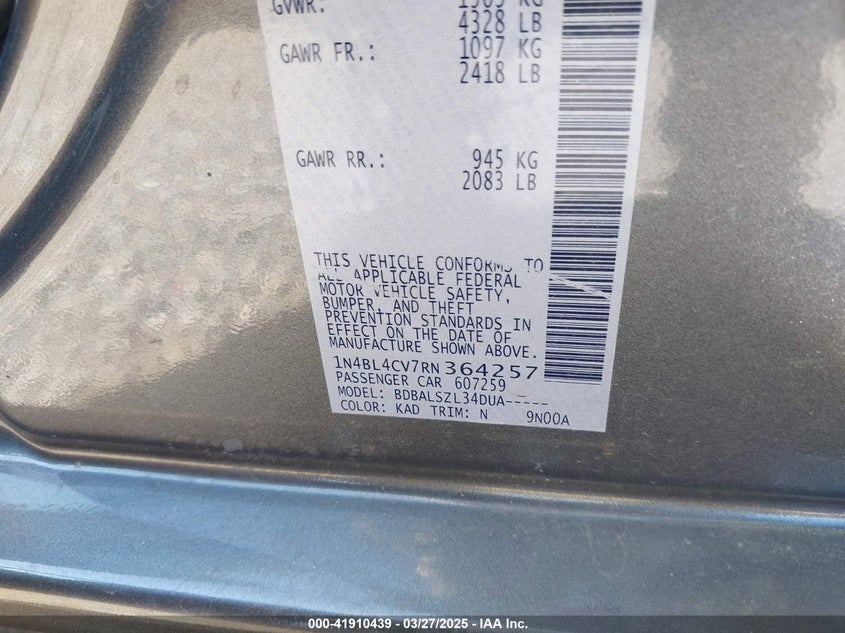 GVWR: 1963 KG
4328 LB
GAWR FR.: 1097 KG
2418 LB
GAWR RR.: 945 KG
2083 LB
THIS VEHICLE CONFORMS TO
ALL APPLICABLE FEDERAL
MOTOR VEHICLE SAFETY,
BUMPER, AND THEFT
PREVENTION STANDARDS IN
EFFECT ON THE DATE OF
MANUFACTURE SHOWN ABOVE.
1N4BL4CV7RN364257
PASSENGER CAR 607259
MODEL: BDBALSZL34DUA-----
COLOR: KAD TRIM: N 9N00A
000-41910439 - 03/27/2025 - IAA Inc.